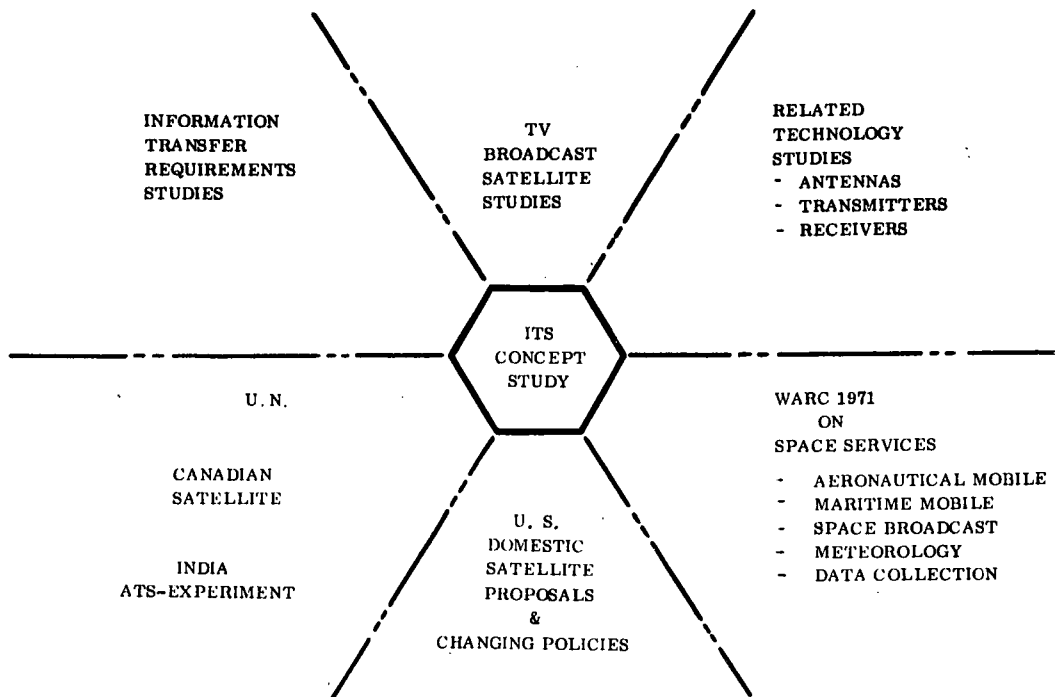 INFORMATION
TRANSFER
REQUIREMENTS
STUDIES
TV
BROADCAST
SATELLITE
STUDIES
RELATED
TECHNOLOGY
STUDIES
- ANTENNAS
- TRANSMITTERS
- RECEIVERS
ITS
CONCEPT
STUDY
U.N.
CANADIAN
SATELLITE
INDIA
ATS-EXPERIMENT
U. S.
DOMESTIC
SATELLITE
PROPOSALS
&
CHANGING POLICIES
WARC 1971
ON
SPACE SERVICES
- AERONAUTICAL MOBILE
- MARITIME MOBILE
- SPACE BROADCAST
- METEOROLOGY
- DATA COLLECTION